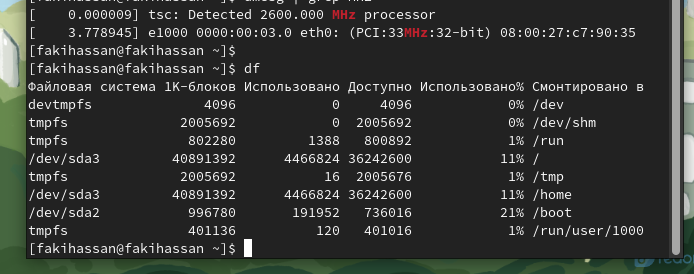 [    0.000009] tsc: Detected 2600.000 MHz processor
[    3.778945] e1000 0000:00:03.0 eth0: (PCI:33MHz:32-bit) 08:00:27:c7:90:35
[fakihassan@fakihassan ~]$
[fakihassan@fakihassan ~]$ df
Файловая система 1K-блоков Использовано Доступно Использовано% Cмонтировано в
devtmpfs             4096            0     4096            0% /dev
tmpfs             2005692            0  2005692            0% /dev/shm
tmpfs              802280         1388   800892            1% /run
/dev/sda3        40891392      4466824 36242600           11% /
tmpfs             2005692           16  2005676            1% /tmp
/dev/sda3        40891392      4466824 36242600           11% /home
/dev/sda2          996780       191952   736016           21% /boot
tmpfs              401136          120   401016            1% /run/user/1000
[fakihassan@fakihassan ~]$